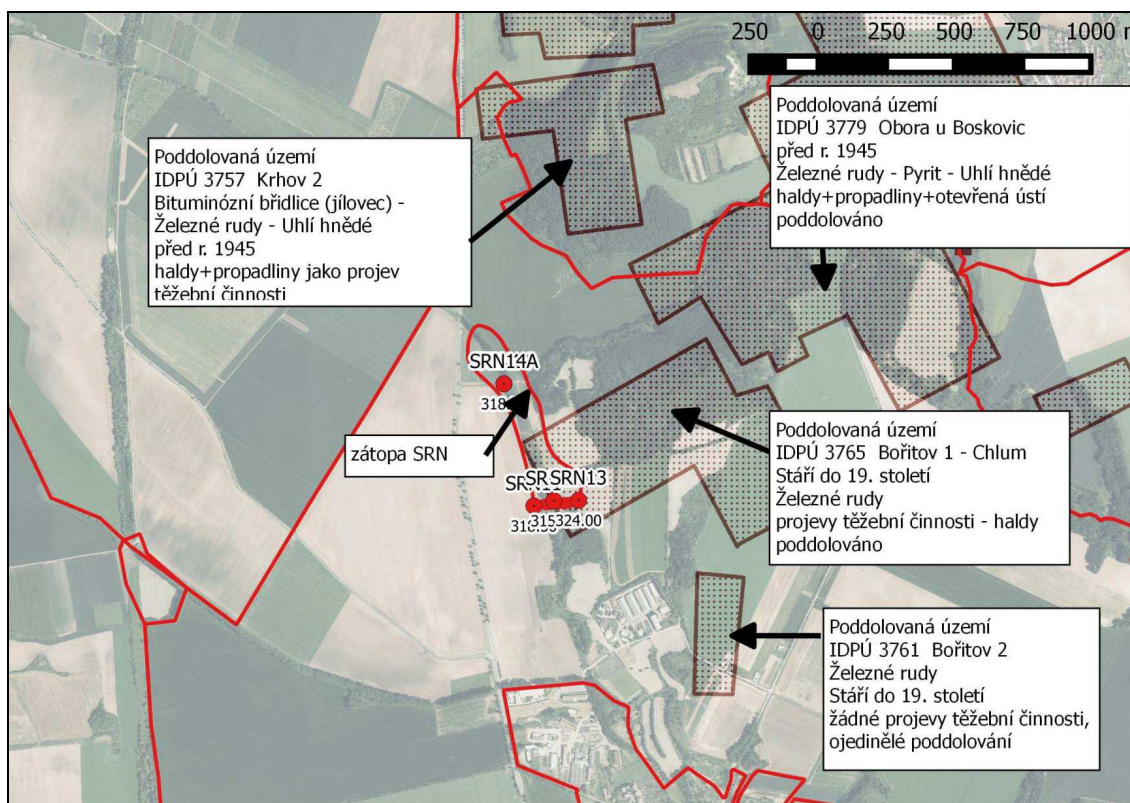 250 0 250 500 750 1000 m
Poddolovaná území
IDPÚ 3779 Obora u Boskovic
před r. 1945
Železné rudy - Pyrit - Uhlí hnědé
haldy+propadliny+otevřená ústí
poddolováno
Poddolovaná území
IDPÚ 3757 Krhov 2
Bituminózní břidlice (jílovec) -
Železné rudy - Uhlí hnědé
před r. 1945
haldy+propadliny jako projev
těžební činnosti
SRN14A
318.
zátopa SRN
SRN13
324.00
Poddolovaná území
IDPÚ 3765 Bořitov 1 - Chlum
Stáří do 19. století
Železné rudy
projevy těžební činnosti - haldy
poddolováno
Poddolovaná území
IDPÚ 3761 Bořitov 2
Železné rudy
Stáří do 19. století
žádné projevy těžební činnosti,
ojedinělé poddolování